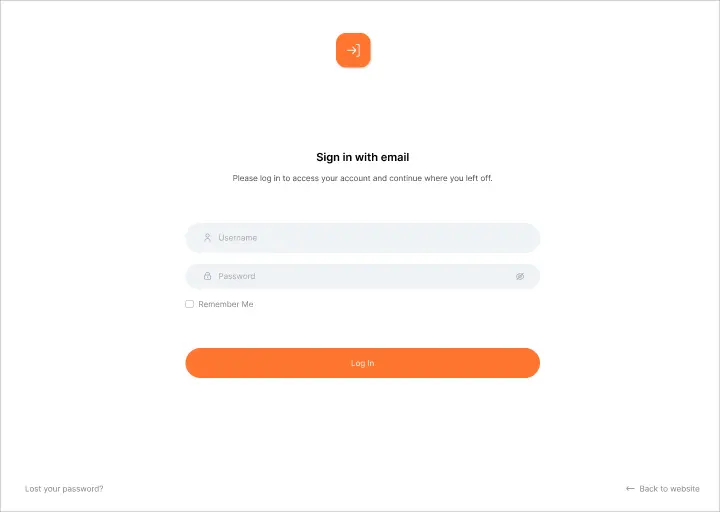 Sign in with email
Please log in to access your account and continue where you left off.
Username
Password
Remember Me
Log In
Lost your password?
Back to website